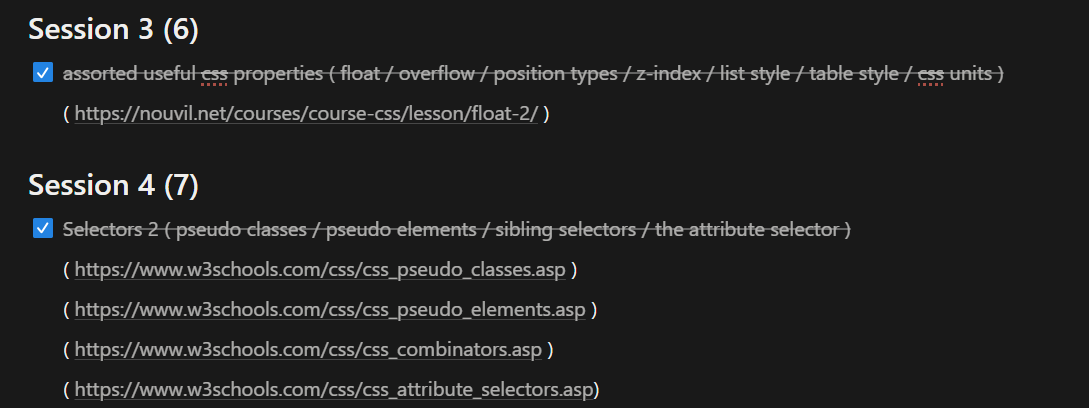 Session 3 (6)
assorted useful css properties ( float / overflow / position types / z-index / list style / table style / css units )
( https://nouvil.net/courses/course-css/lesson/float-2/ )
Session 4 (7)
Selectors 2 ( pseudo classes / pseudo elements / sibling selectors / the attribute selector )
( https://www.w3schools.com/css/css_pseudo_classes.asp )
( https://www.w3schools.com/css/css_pseudo_elements.asp )
( https://www.w3schools.com/css/css_combinators.asp )
( https://www.w3schools.com/css/css_attribute_selectors.asp)